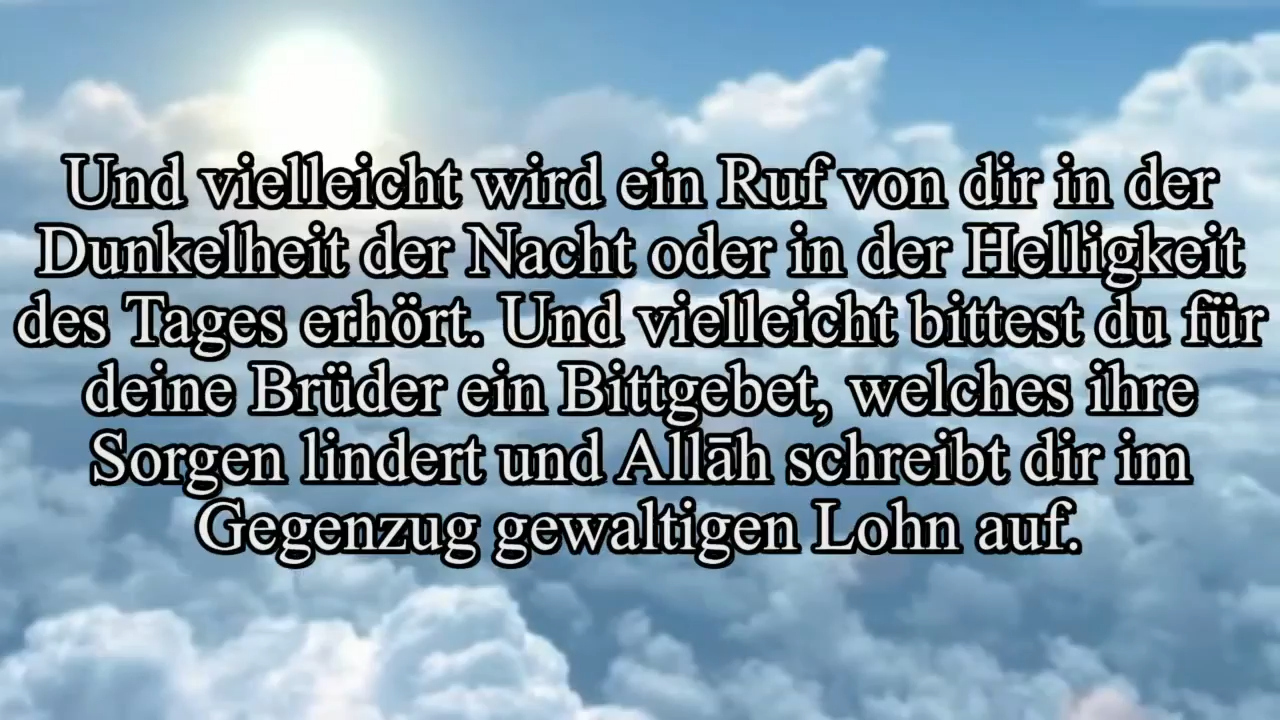 Und vielleicht wird ein Ruf von dir in der
Dunkelheit der Nacht oder in der Helligkeit
des Tages erhört. Und vielleicht bittest du für
deine Brüder ein Bittgebet, welches ihre
Sorgen lindert und Allāh schreibt dir im
Gegenzug gewaltigen Lohn auf.